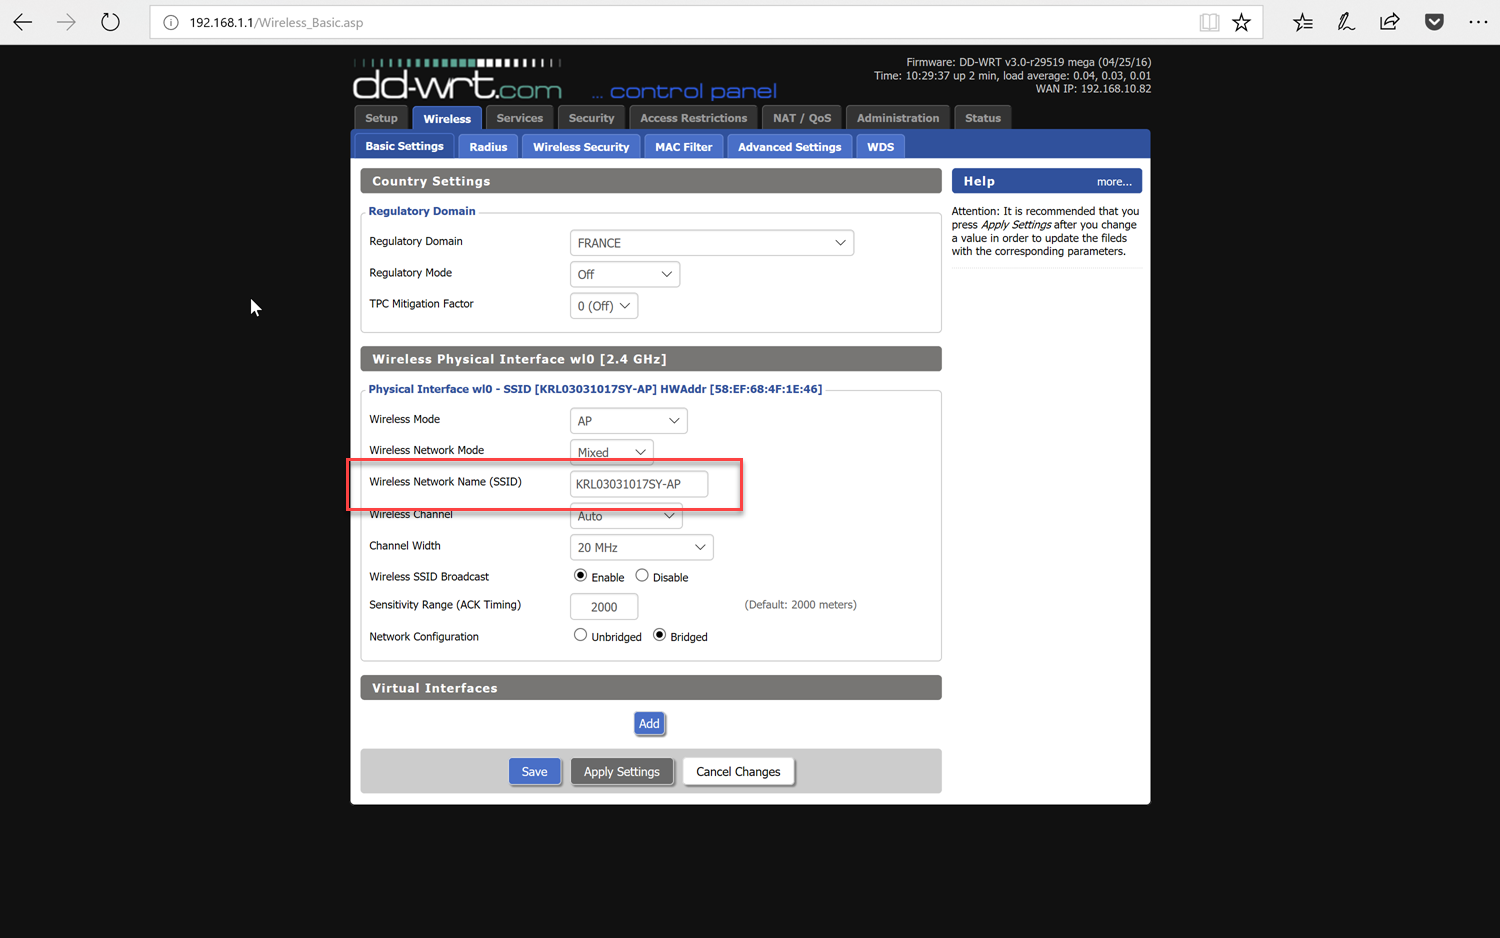 192.168.1.1/Wireless_Basic.asp
dd-wrt.com ... control panel
Firmware: DD-WRT v3.0-r29519 mega (04/25/16)
Time: 10:29:37 up 2 min, load average: 0.04, 0.03, 0.01
WAN IP: 192.168.10.82
Setup Wireless Services Security Access Restrictions NAT / QoS Administration Status
Basic Settings Radius Wireless Security MAC Filter Advanced Settings WDS
Country Settings
Regulatory Domain
Regulatory Domain FRANCE
Regulatory Mode Off
TPC Mitigation Factor 0 (Off)
Wireless Physical Interface wl0 [2.4 GHz]
Physical Interface wl0 - SSID [KRL03031017SY-AP] HWAddr [58:EF:68:4F:1E:46]
Wireless Mode AP
Wireless Network Mode Mixed
Wireless Network Name (SSID) KRL03031017SY-AP
Wireless Channel Auto
Channel Width 20 MHz
Wireless SSID Broadcast Enable Disable
Sensitivity Range (ACK Timing) 2000 (Default: 2000 meters)
Network Configuration Unbridged Bridged
Virtual Interfaces
Add
Save Apply Settings Cancel Changes
Help more...
Attention: It is recommended that you
press Apply Settings after you change
a value in order to update the fileds
with the corresponding parameters.